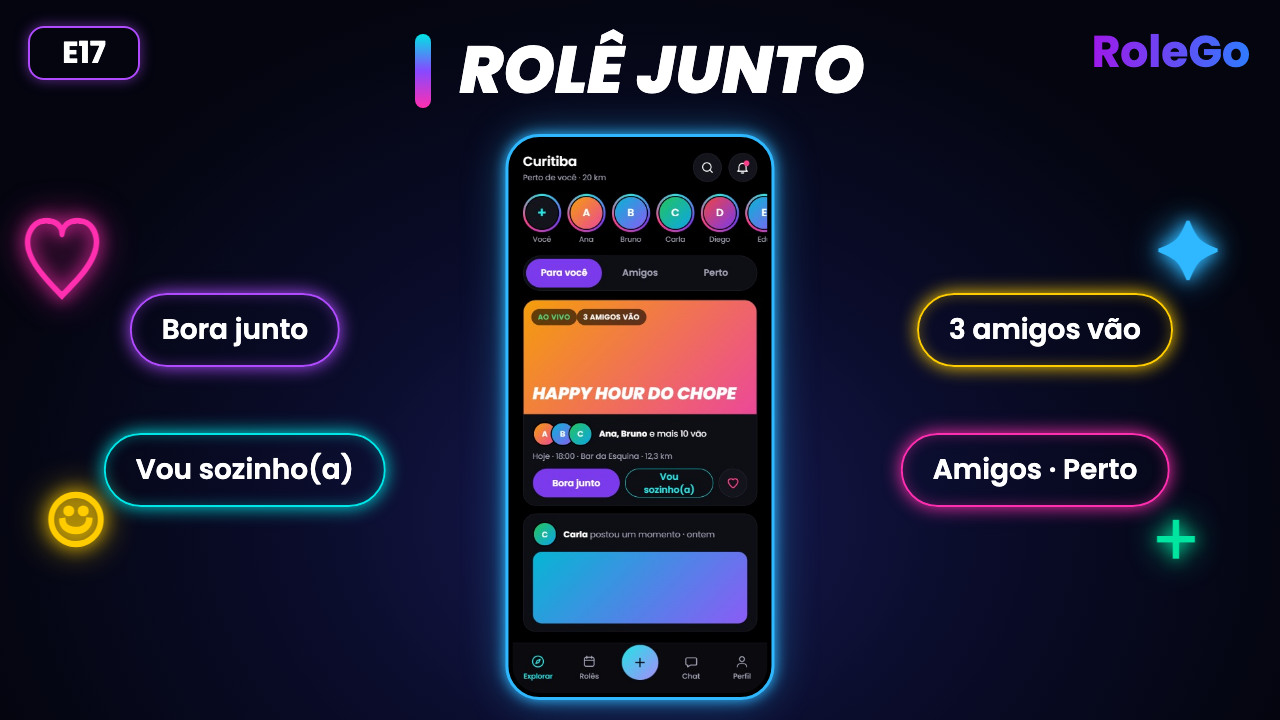 E17
ROLÊ JUNTO
RoleGo
Bora junto
Vou sozinho(a)
3 amigos vão
Amigos · Perto
Curitiba
Perto de você · 20 km
+
A
B
C
D
E
Você
Ana
Bruno
Carla
Diego
Edu
Para você
Amigos
Perto
AO VIVO
3 AMIGOS VÃO
HAPPY HOUR DO CHOPE
A B C
Ana, Bruno e mais 10 vão
Hoje · 18:00 · Bar da Esquina · 12,3 km
Bora junto
Vou
sozinho(a)
C
Carla postou um momento · ontem
Explorar
Rolês
+
Chat
Perfil